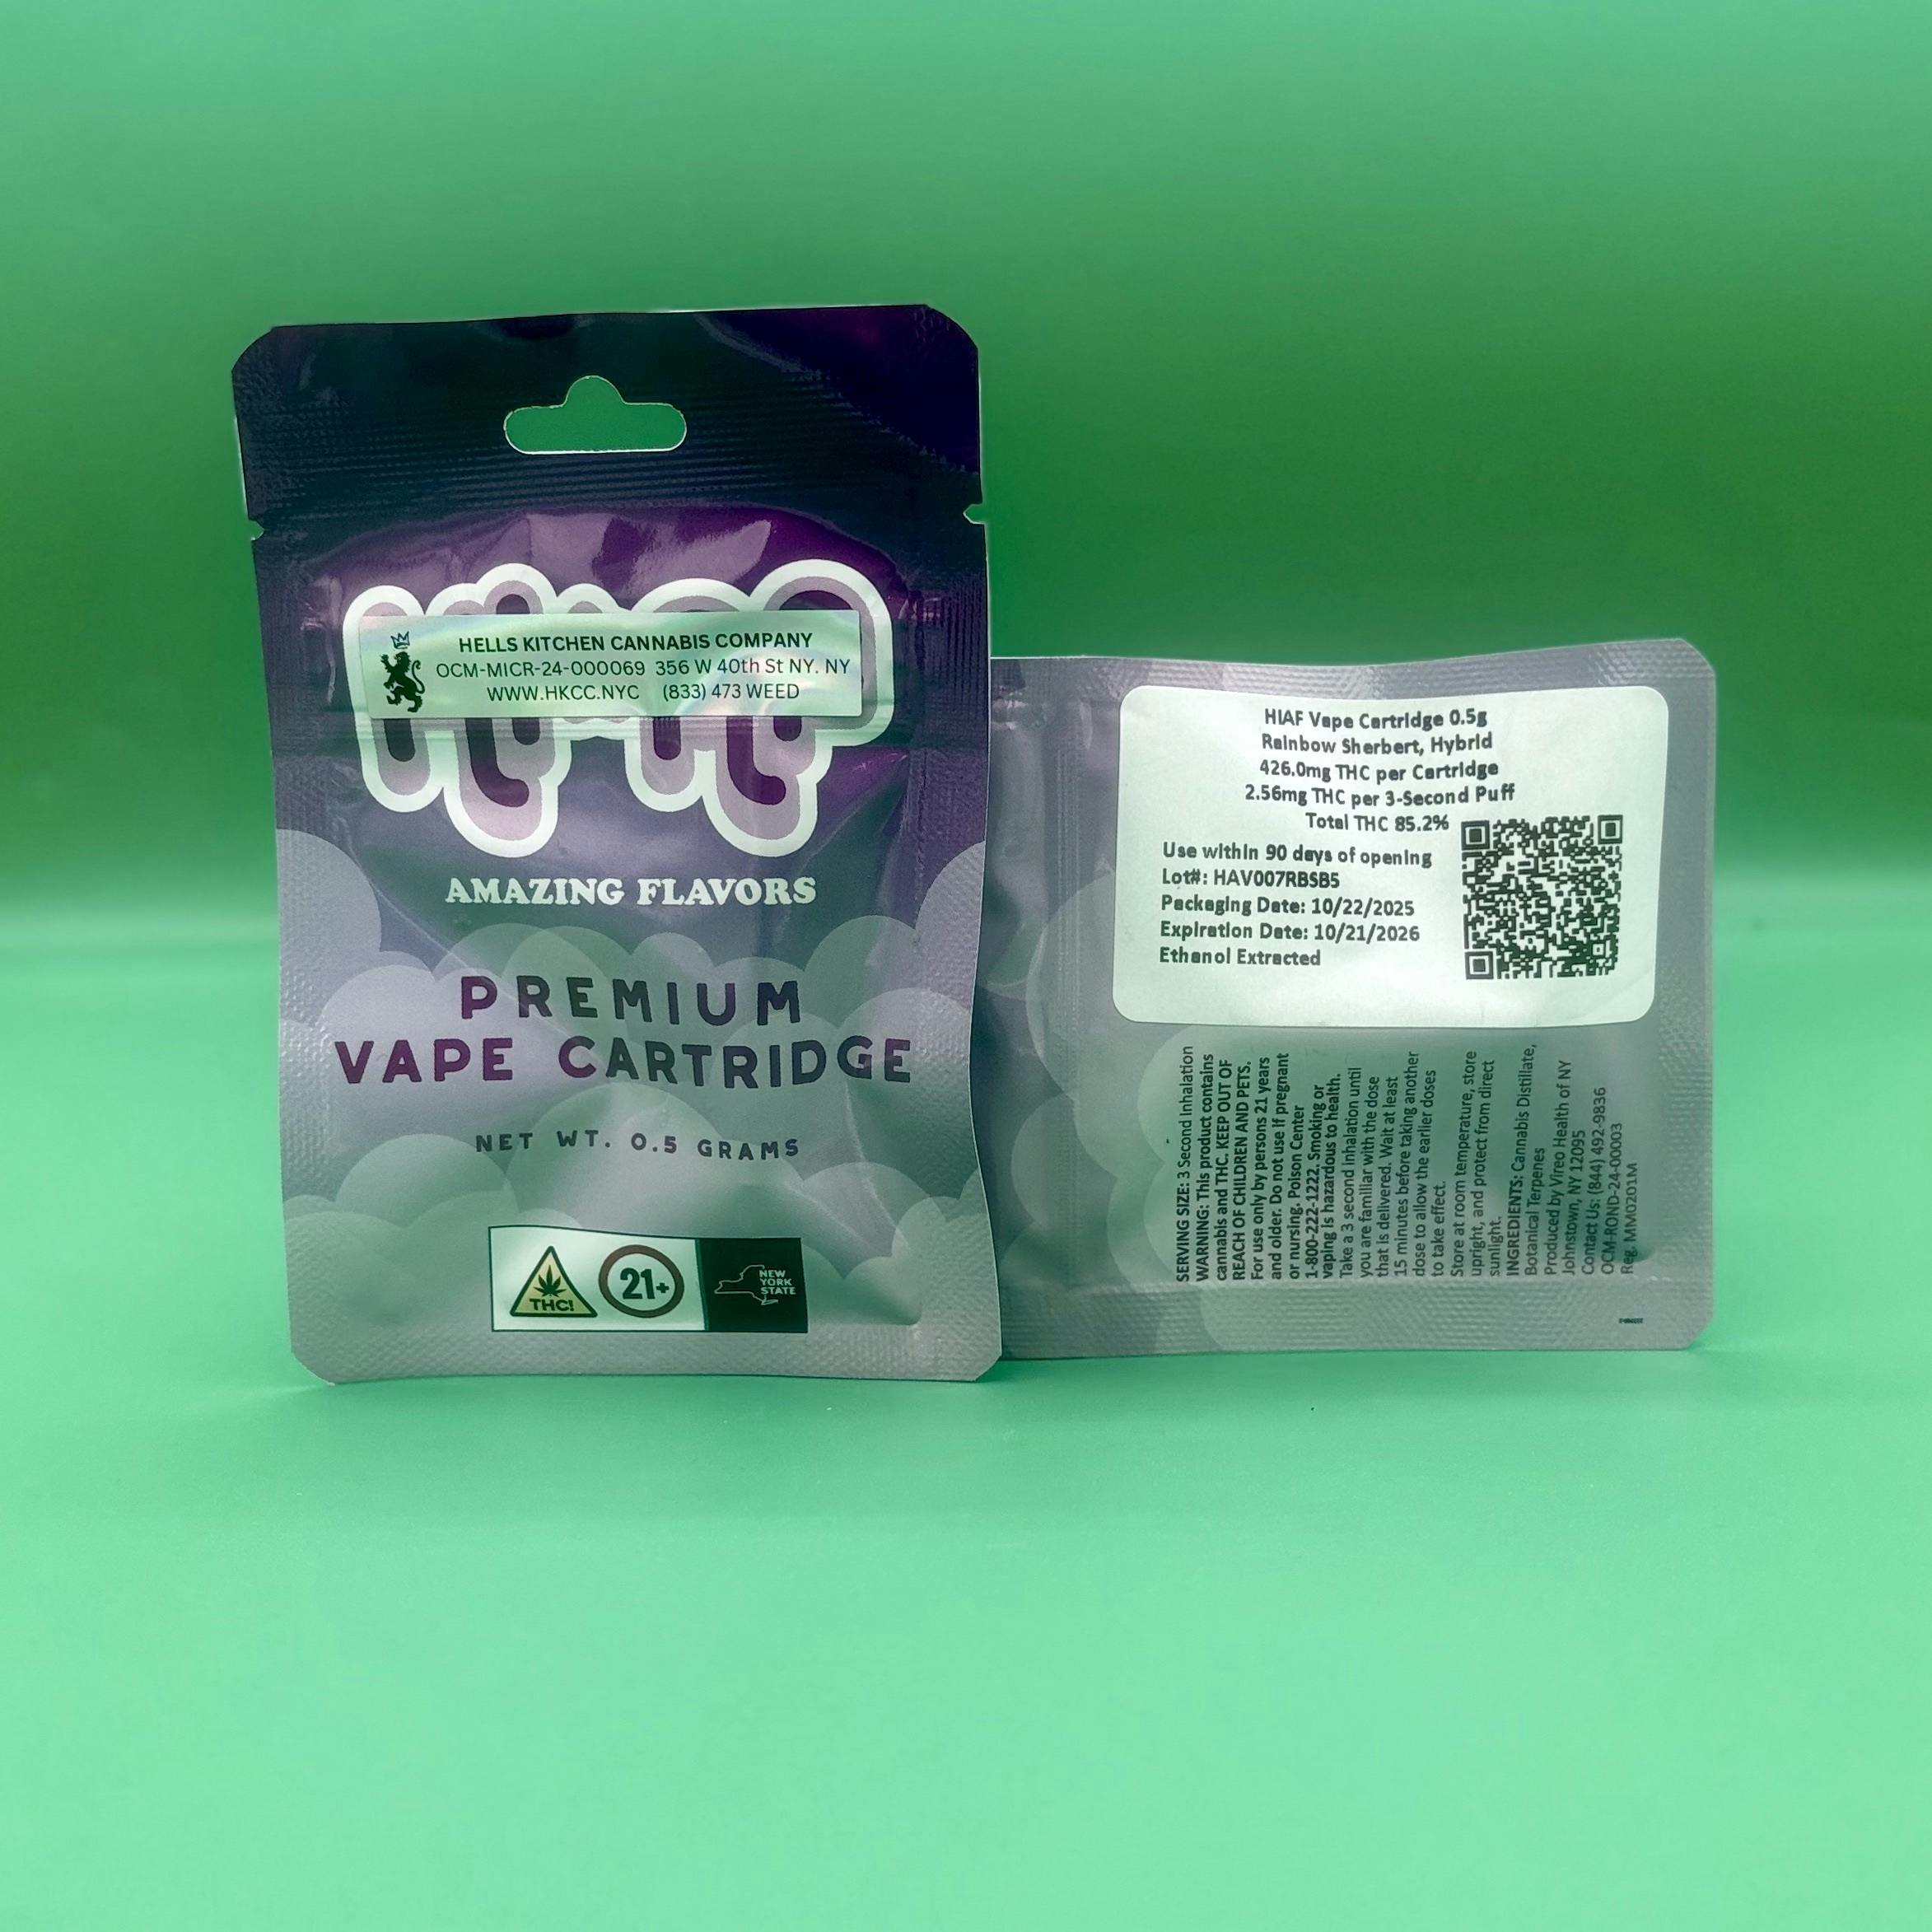 HELLS KITCHEN CANNABIS COMPANY
OCM-MICR-24-000069 356 W 40th St NY. NY
WWW.HKCC.NYC (833) 473 WEED
AMAZING FLAVORS
PREMIUM
VAPE CARTRIDGE
NET WT. 0.5 GRAMS
THC!
21+
NEW
YORK
STATE
HIAF Vape Cartridge 0.5g
Rainbow Sherbert, Hybrid
426.0mg THC per Cartridge
2.56mg THC per 3-Second Puff
Total THC 85.2%
Use within 90 days of opening
Lot#: HAV007RBSB5
Packaging Date: 10/22/2025
Expiration Date: 10/21/2026
Ethanol Extracted
SERVING SIZE: 3 Second Inhalation
WARNING: This product contains
cannabis and THC. KEEP OUT OF
REACH OF CHILDREN AND PETS.
For use only by persons 21 years
and older. Do not use if pregnant
or nursing. Poison Center
1-800-222-1222. Smoking or
vaping is hazardous to health.
Take a 3 second inhalation until
you are familiar with the dose
that is delivered. Wait at least
15 minutes before taking another
dose to allow the earlier doses
to take effect.
Store at room temperature, store
upright, and protect from direct
sunlight.
INGREDIENTS: Cannabis Distillate,
Botanical Terpenes
Produced by Vireo Health of NY
Johnstown, NY 12095
Contact Us: (844) 492-9836
OCM-ROND-24-00003
Reg. MM0201M